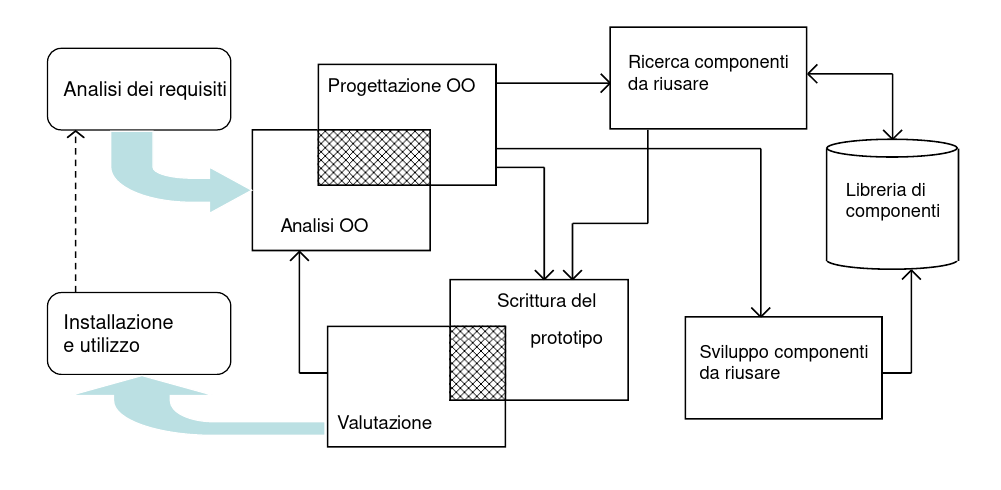 Analisi dei requisiti
Progettazione OO
Ricerca componenti
da riusare
Libreria di
componenti
Analisi OO
Installazione
e utilizzo
Scrittura del
prototipo
Sviluppo componenti
da riusare
Valutazione